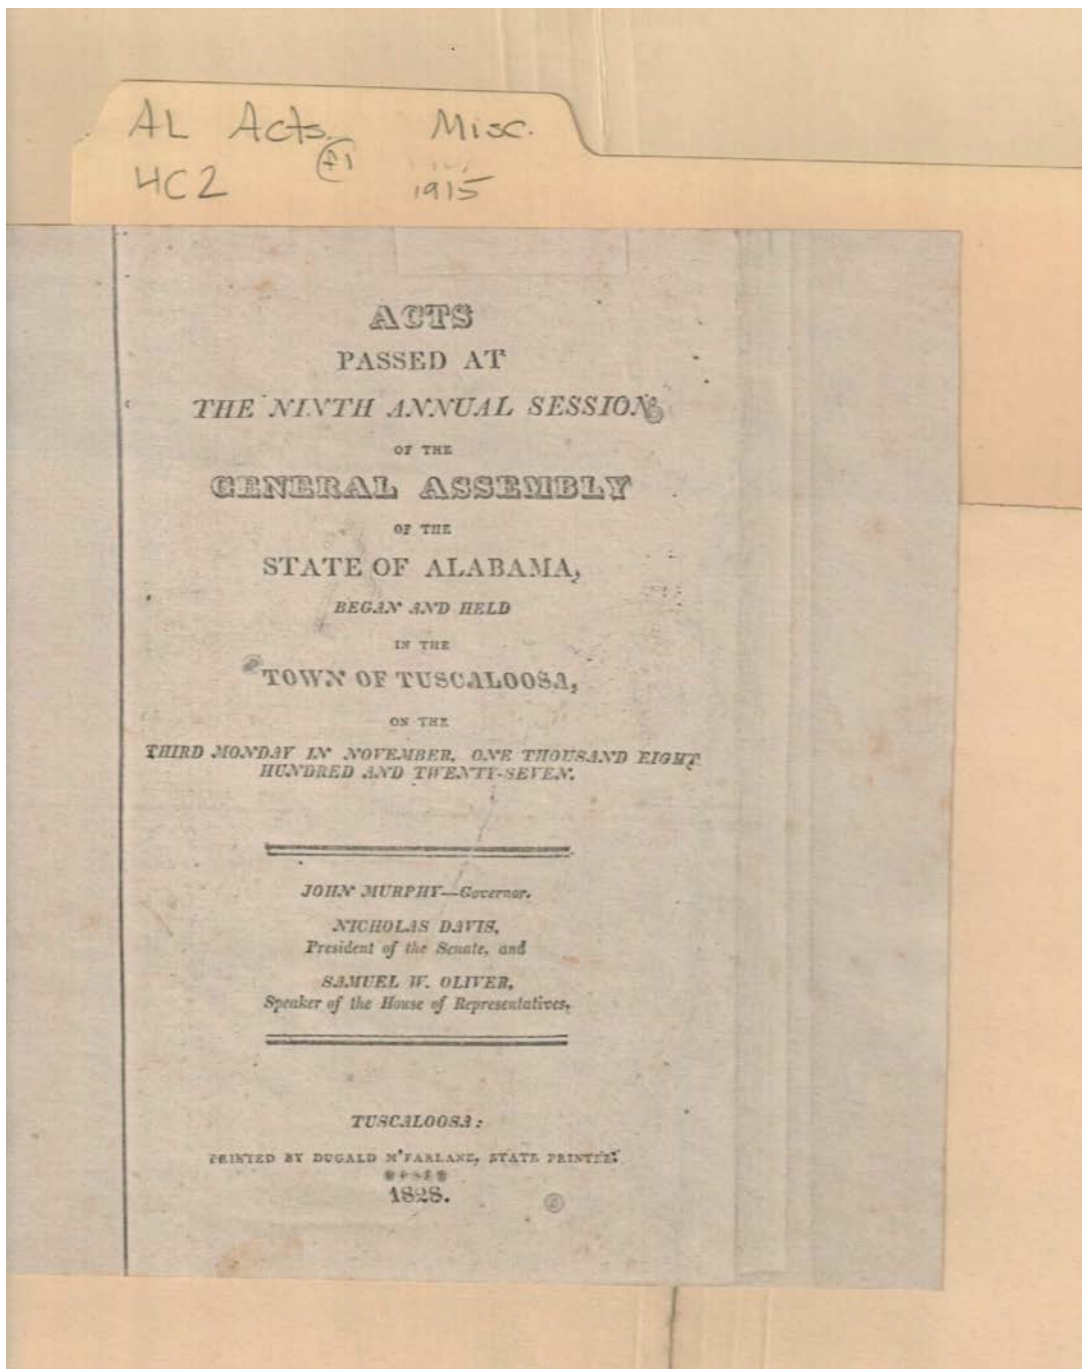 AL Acts. Misc.
#1
4C2 1915
ACTS
PASSED AT
THE NINTH ANNUAL SESSION
OF THE
GENERAL ASSEMBLY
OF THE
STATE OF ALABAMA,
BEGAN AND HELD
IN THE
TOWN OF TUSCALOOSA,
ON THE
THIRD MONDAY IN NOVEMBER, ONE THOUSAND EIGHT
HUNDRED AND TWENTY-SEVEN.
JOHN MURPHY—Governor.
NICHOLAS DAVIS,
President of the Senate, and
SAMUEL W. OLIVER,
Speaker of the House of Representatives,
TUSCALOOSA:
PRINTED BY DUGALD M'FARLANE, STATE PRINTER.
1828.